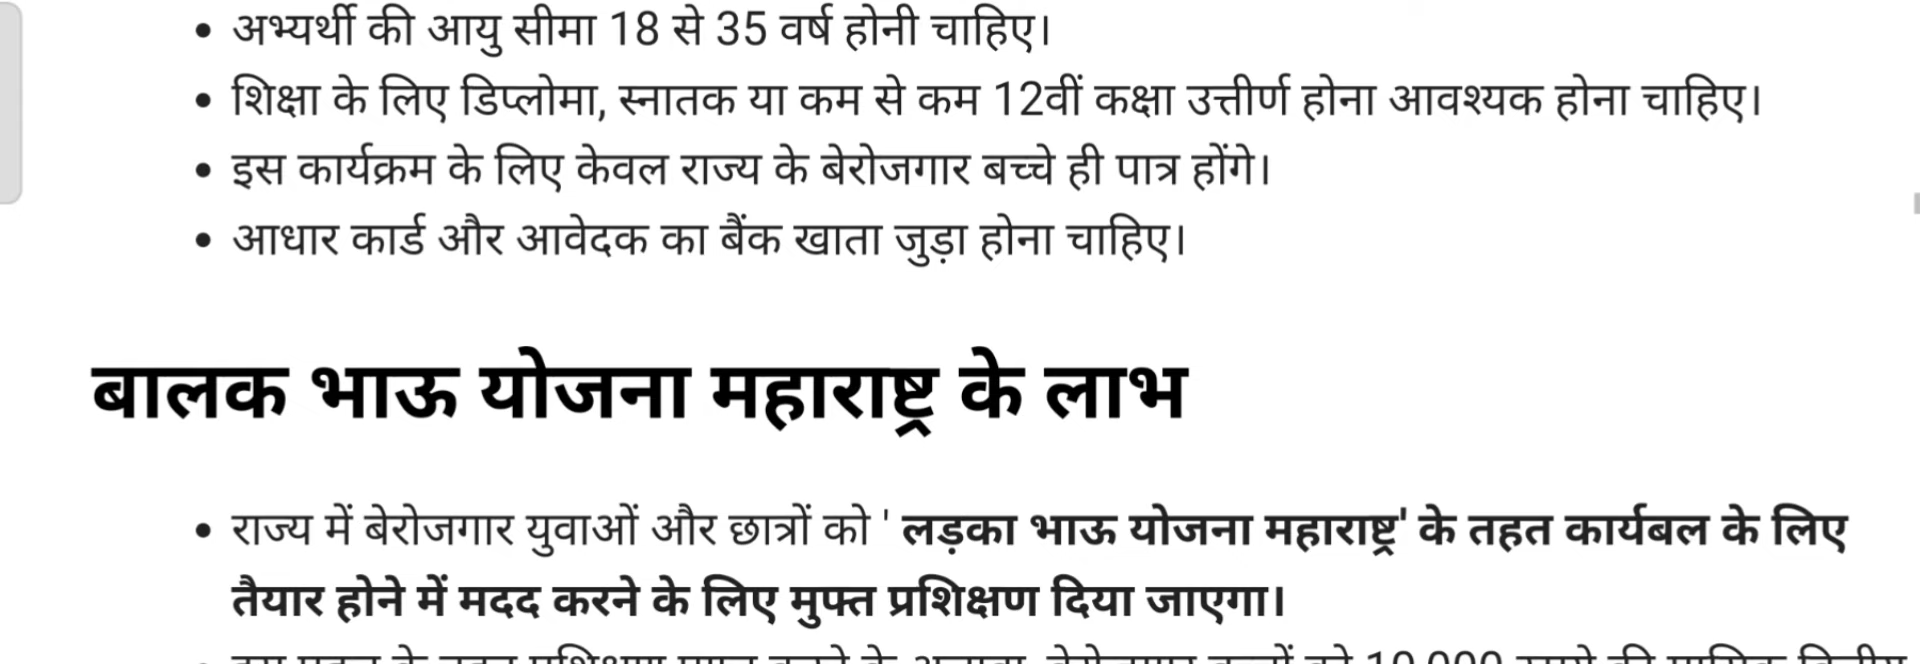 • अभ्यर्थी की आयु सीमा 18 से 35 वर्ष होनी चाहिए।
• शिक्षा के लिए डिप्लोमा, स्नातक या कम से कम 12वीं कक्षा उत्तीर्ण होना आवश्यक होना चाहिए।
• इस कार्यक्रम के लिए केवल राज्य के बेरोजगार बच्चे ही पात्र होंगे।
• आधार कार्ड और आवेदक का बैंक खाता जुड़ा होना चाहिए।
बालक भाऊ योजना महाराष्ट्र के लाभ
• राज्य में बेरोजगार युवाओं और छात्रों को ' लड़का भाऊ योजना महाराष्ट्र' के तहत कार्यबल के लिए
तैयार होने में मदद करने के लिए मुफ्त प्रशिक्षण दिया जाएगा।